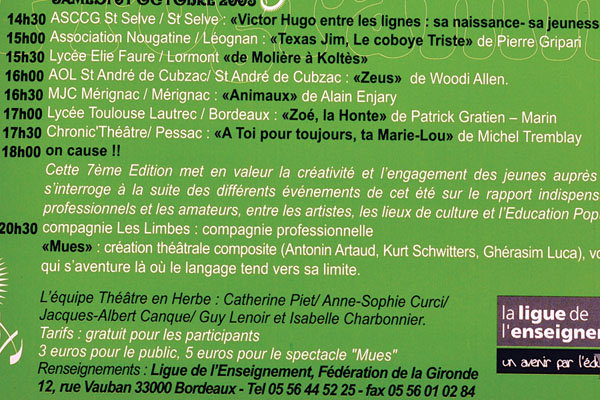 SAMEDI 01 OCTOBRE 2005
14h30 ASCCG St Selve / St Selve : «Victor Hugo entre les lignes : sa naissance- sa jeuness
15h00 Association Nougatine / Léognan : «Texas Jim, Le coboye Triste» de Pierre Gripari
15h30 Lycée Elie Faure / Lormont «de Molière à Koltès»
16h00 AOL St André de Cubzac/ St André de Cubzac : «Zeus» de Woodi Allen.
16h30 MJC Mérignac / Mérignac : «Animaux» de Alain Enjary
17h00 Lycée Toulouse Lautrec / Bordeaux : «Zoé, la Honte» de Patrick Gratien – Marin
17h30 Chronic'Théâtre/ Pessac : «A Toi pour toujours, ta Marie-Lou» de Michel Tremblay
18h00 on cause !!
Cette 7ème Edition met en valeur la créativité et l'engagement des jeunes auprès
s'interroge à la suite des différents événements de cet été sur le rapport indispens
professionnels et les amateurs, entre les artistes, les lieux de culture et l'Education Pop
20h30 compagnie Les Limbes : compagnie professionnelle
«Mues» : création théâtrale composite (Antonin Artaud, Kurt Schwitters, Ghérasim Luca), vo
qui s'aventure là où le langage tend vers sa limite.
L'équipe Théâtre en Herbe : Catherine Piet/ Anne-Sophie Curci/
Jacques-Albert Canque/ Guy Lenoir et Isabelle Charbonnier.
Tarifs : gratuit pour les participants
3 euros pour le public, 5 euros pour le spectacle "Mues"
Renseignements : Ligue de l'Enseignement, Fédération de la Gironde
12, rue Vauban 33000 Bordeaux - Tel 05 56 44 52 25 - fax 05 56 01 02 84
la ligue de
l'enseignem
un avenir par l'édu